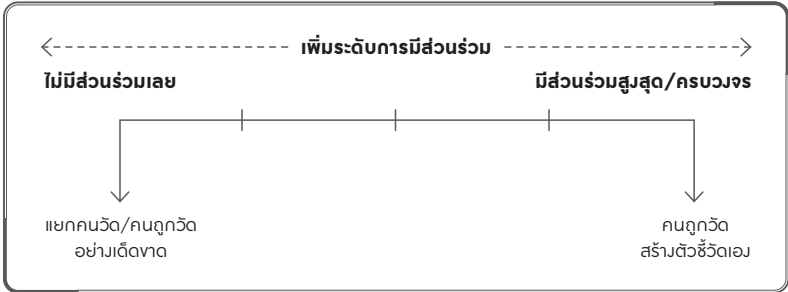 เพิ่มระดับการมีส่วนร่วม
ไม่มีส่วนร่วมเลย มีส่วนร่วมสูงสุด/ครบวงจร
แยกคนวัด/คนถูกวัด คนถูกวัด
อย่างเด็ดขาด สร้างตัวชี้วัดเอง